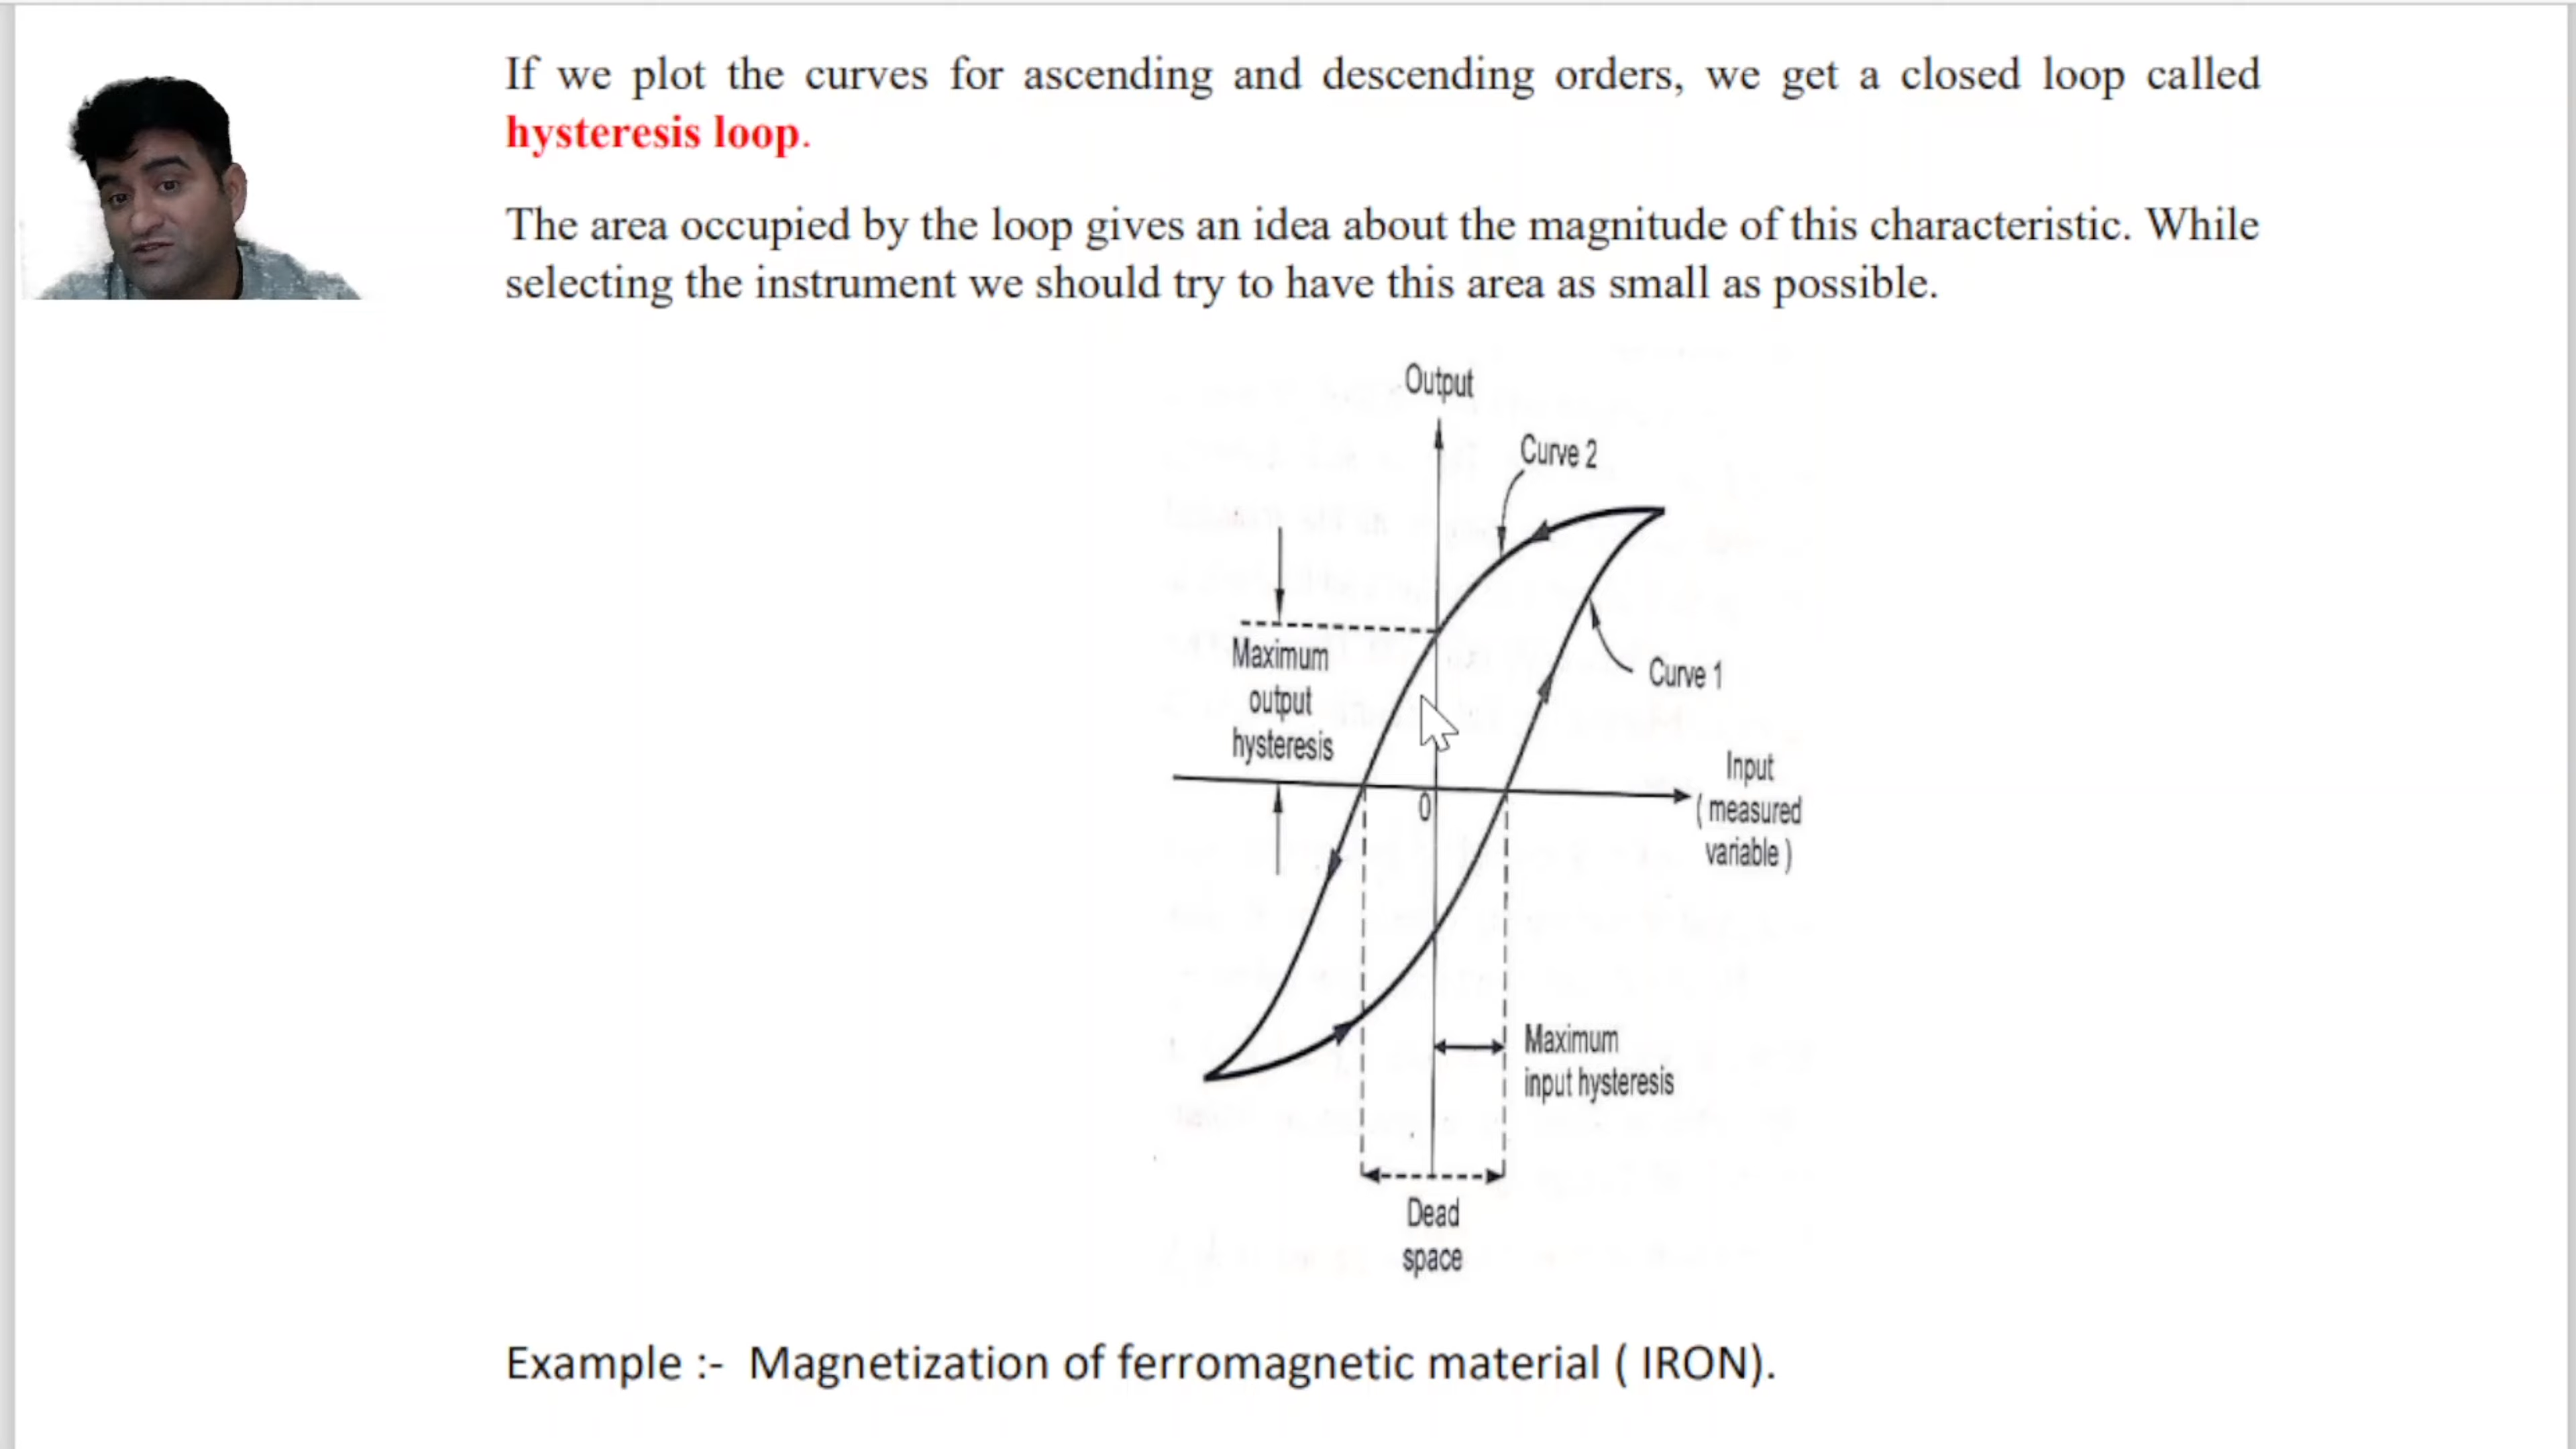 If we plot the curves for ascending and descending orders, we get a closed loop called
hysteresis loop.
The area occupied by the loop gives an idea about the magnitude of this characteristic. While
selecting the instrument we should try to have this area as small as possible.
Output
Curve 2
Maximum
output
hysteresis
Curve 1
Input
( measured
variable )
0
Maximum
input hysteresis
Dead
space
Example :- Magnetization of ferromagnetic material ( IRON).